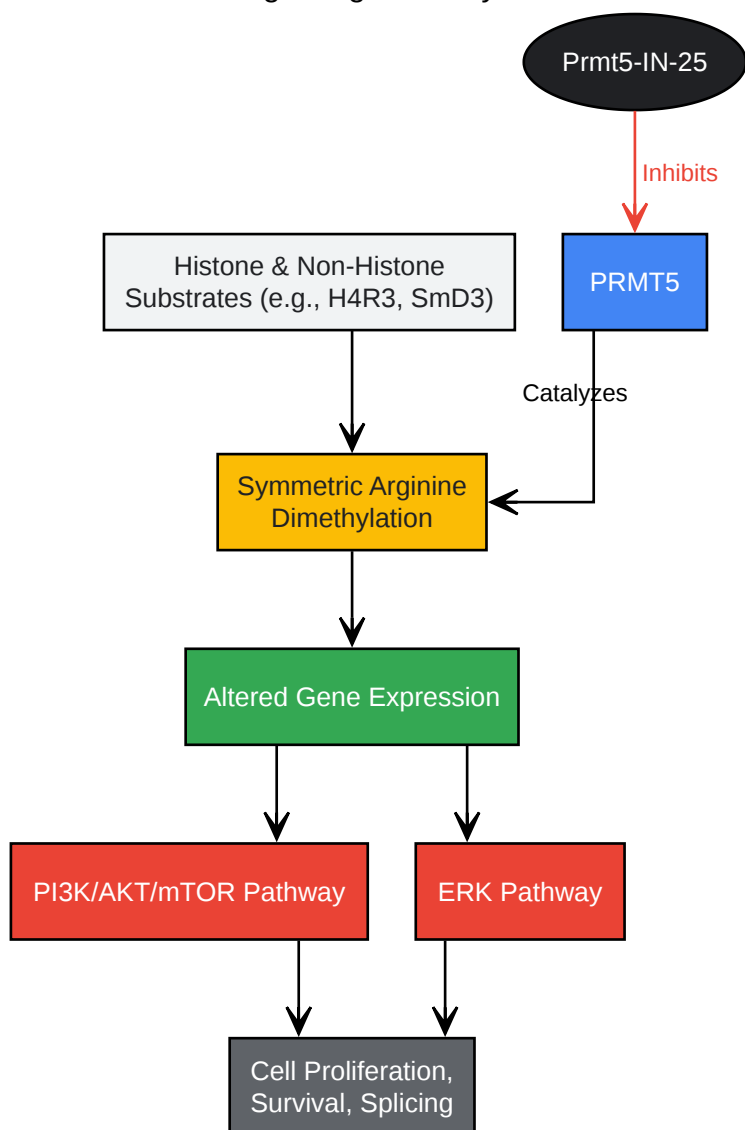 Prmt5-IN-25
Inhibits
Histone & Non-Histone
Substrates (e.g., H4R3, SmD3)
PRMT5
Catalyzes
Symmetric Arginine
Dimethylation
Altered Gene Expression
PI3K/AKT/mTOR Pathway
ERK Pathway
Cell Proliferation,
Survival, Splicing